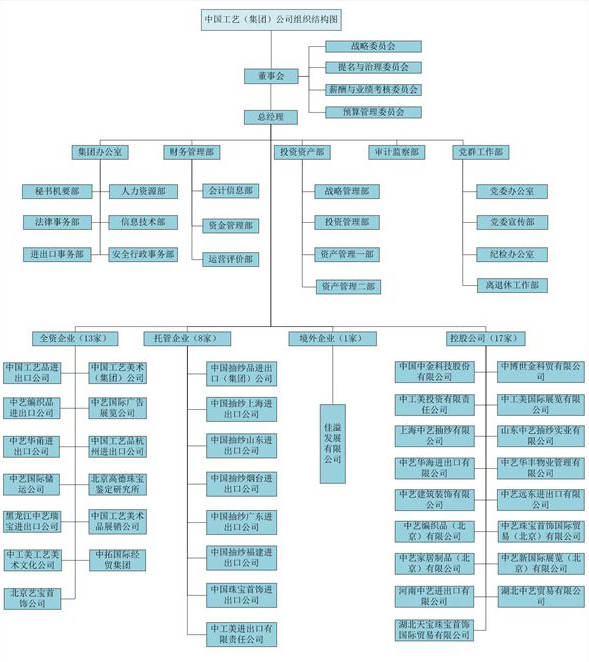 中国工艺（集团）公司组织结构图
战略委员会
提名与治理委员会
董事会
薪酬与业绩考核委员会
预算管理委员会
总经理
集团办公室
财务管理部
投资资产部
审计监察部
党群工作部
秘书机要部
人力资源部
会计信息部
战略管理部
党委办公室
法律事务部
信息技术部
资金管理部
投资管理部
党委宣传部
进出口事务部
安全行政事务部
运营评价部
资产管理一部
纪检办公室
资产管理二部
离退休工作部
全资企业（13家）
托管企业（8家）
境外企业（1家）
控股公司（17家）
中国工艺品进
出口公司
中国工艺美术
（集团）公司
中艺编织品
进出口公司
中艺国际广告
展览公司
中艺华甬进
出口公司
中国工艺品杭
州进出口公司
中艺国际储
运公司
北京高德珠宝
鉴定研究所
黑龙江中艺瑞
宝进出口公司
中国工艺美术
品展销公司
中工美工艺美
术文化公司
中拓国际经
贸集团
北京艺宝首
饰公司
中国抽纱品进出
口（集团）公司
中国抽纱上海进
出口公司
中国抽纱山东进
出口公司
中国抽纱烟台进
出口公司
中国抽纱广东进
出口公司
中国抽纱福建进
出口公司
中国珠宝首饰进
出口公司
中工美进出口有
限责任公司
佳溢发展有限公司
中国中金科技股份
有限公司
中博世金科贸有限公
司
中工美投资有限责
任公司
中工美国际展览有限
公司
上海中艺抽纱有限
公司
山东中艺抽纱实业有
限公司
中艺华海进出口有
限公司
中艺华丰物业管理有
限公司
中艺建筑装饰有限
公司
中艺远东进出口有限
公司
中艺编织品（北
京）有限公司
中艺珠宝首饰国际贸
易（北京）有限公司
中艺家居制品（北
京）有限公司
中艺新国际展览（北
京）有限公司
河南中艺进出口有
限公司
湖北中艺贸易有限公
司
湖北天宝珠宝首饰
国际贸易有限公司